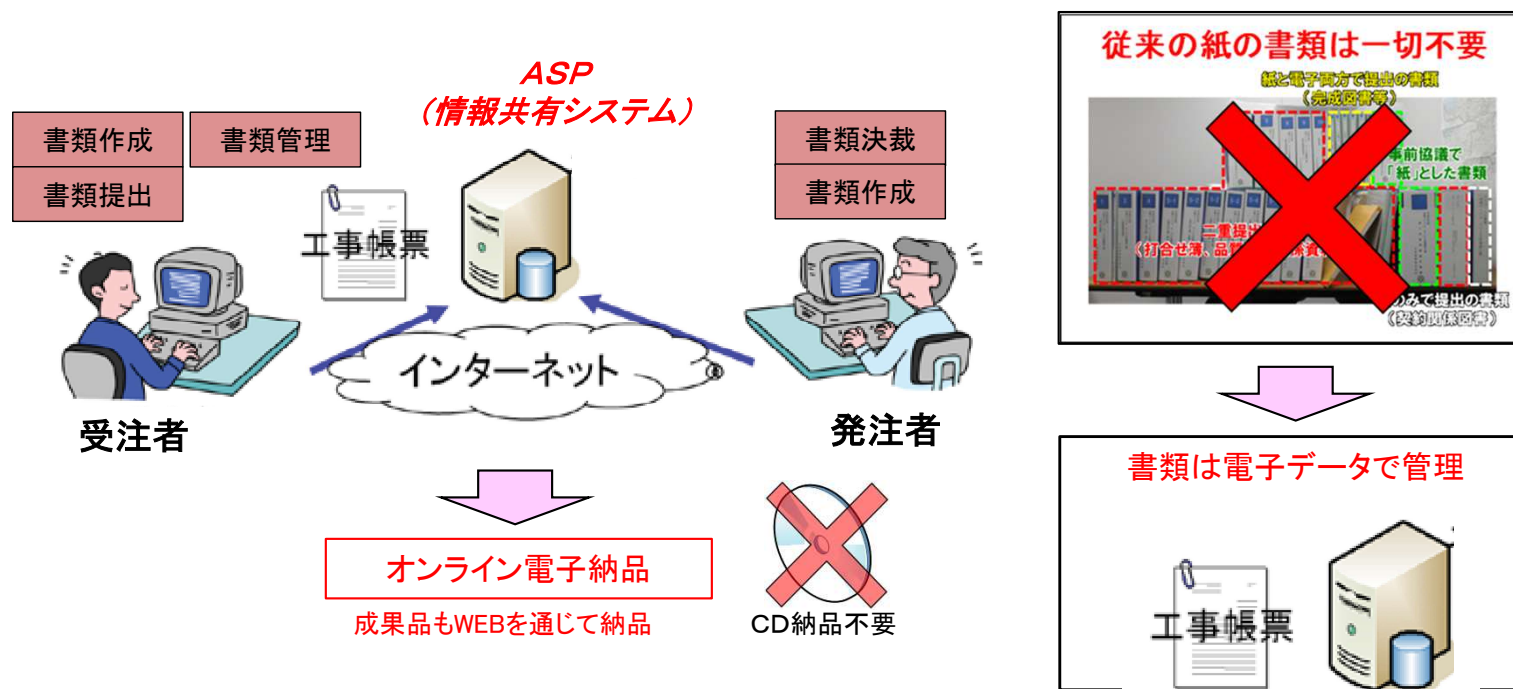 ASP
（情報共有システム）
書類作成
書類管理
書類提出
書類決裁
書類作成
工事帳票
インターネット
受注者
発注者
オンライン電子納品
成果品もWEBを通じて納品
CD納品不要
従来の紙の書類は一切不要
紙と電子両方で提出の書類
（完成図書等）
事前協議で
「紙」とした書類
二重提出
（打合せ簿、品質
のみで提出の書類
（契約関係図書）
書類は電子データで管理
工事帳票